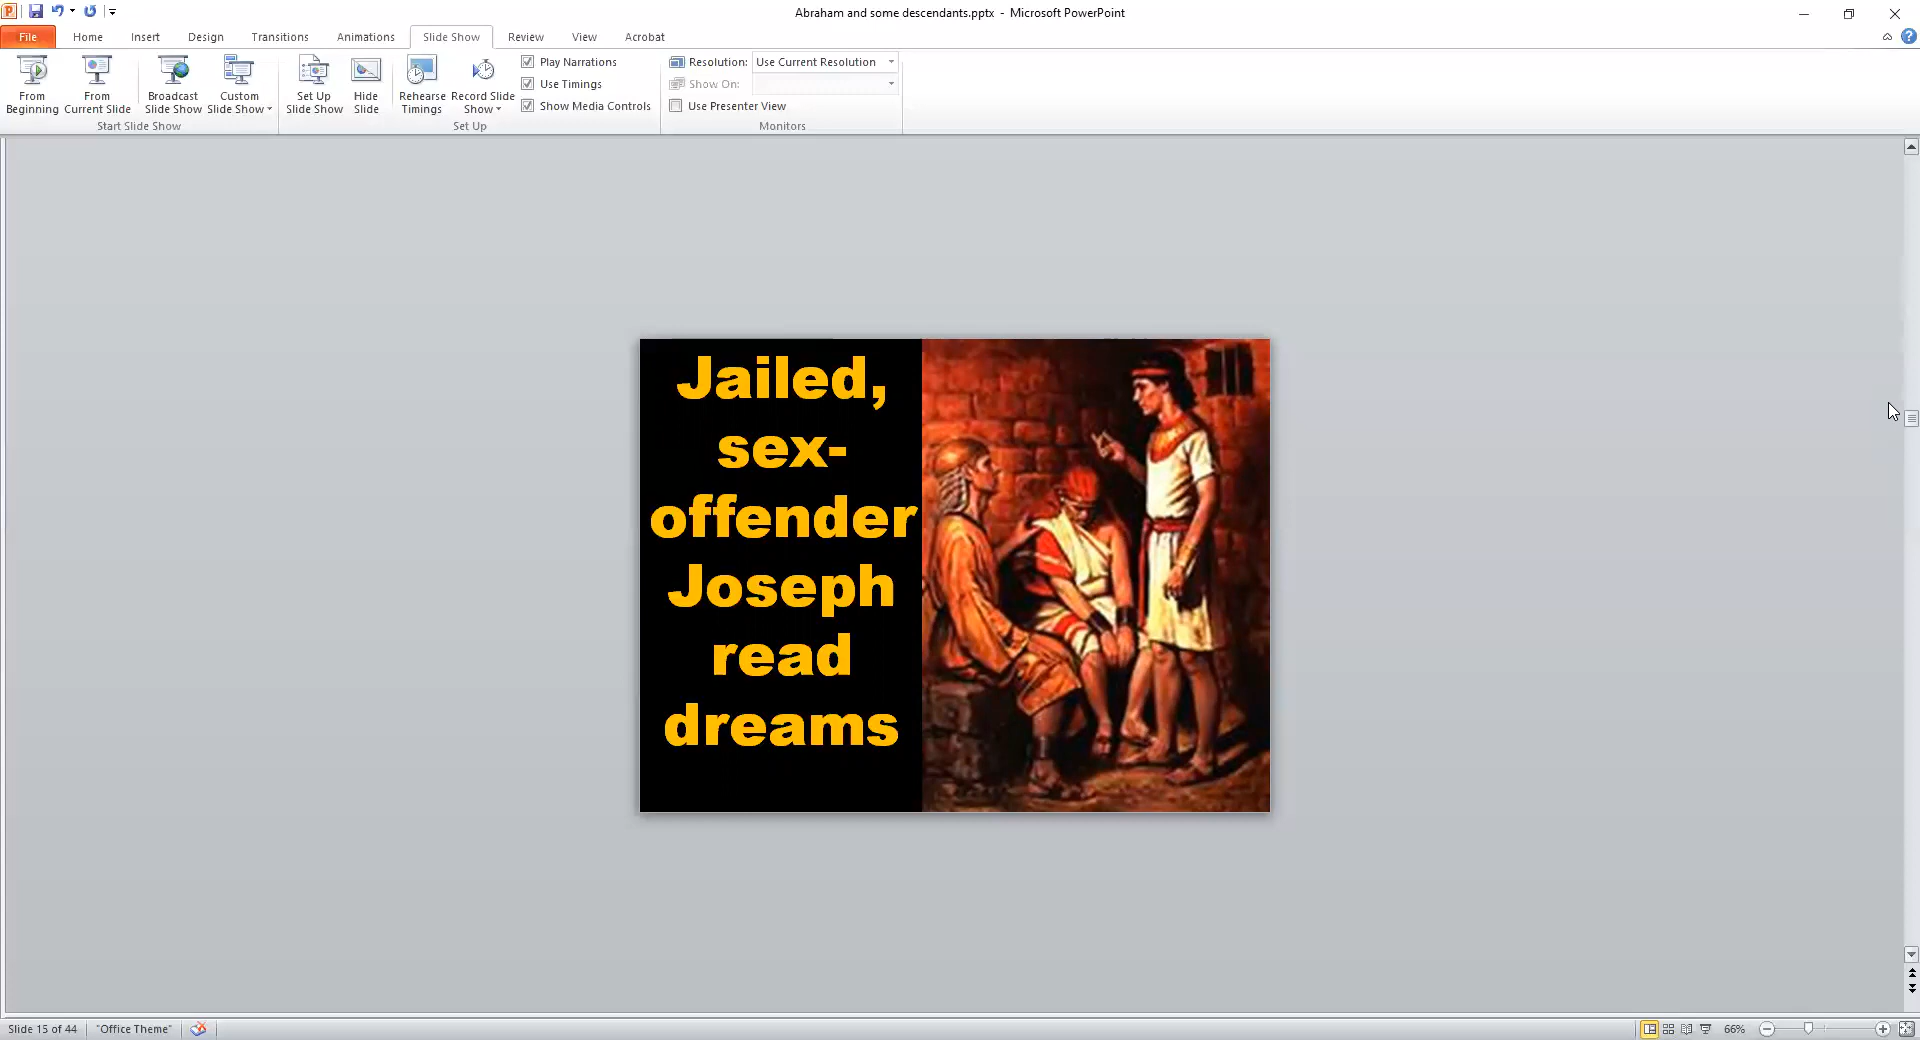 Abraham and some descendants.pptx - Microsoft PowerPoint
File Home Insert Design Transitions Animations Slide Show Review View Acrobat
From Beginning
From Current Slide
Broadcast Slide Show
Custom Slide Show
Set Up Slide Show
Hide Slide
Rehearse Timings
Record Slide Show
Play Narrations
Use Timings
Show Media Controls
Resolution: Use Current Resolution
Show On:
Use Presenter View
Start Slide Show
Set Up
Monitors
Jailed,
sex-
offender
Joseph
read
dreams
Slide 15 of 44 "Office Theme" 66%